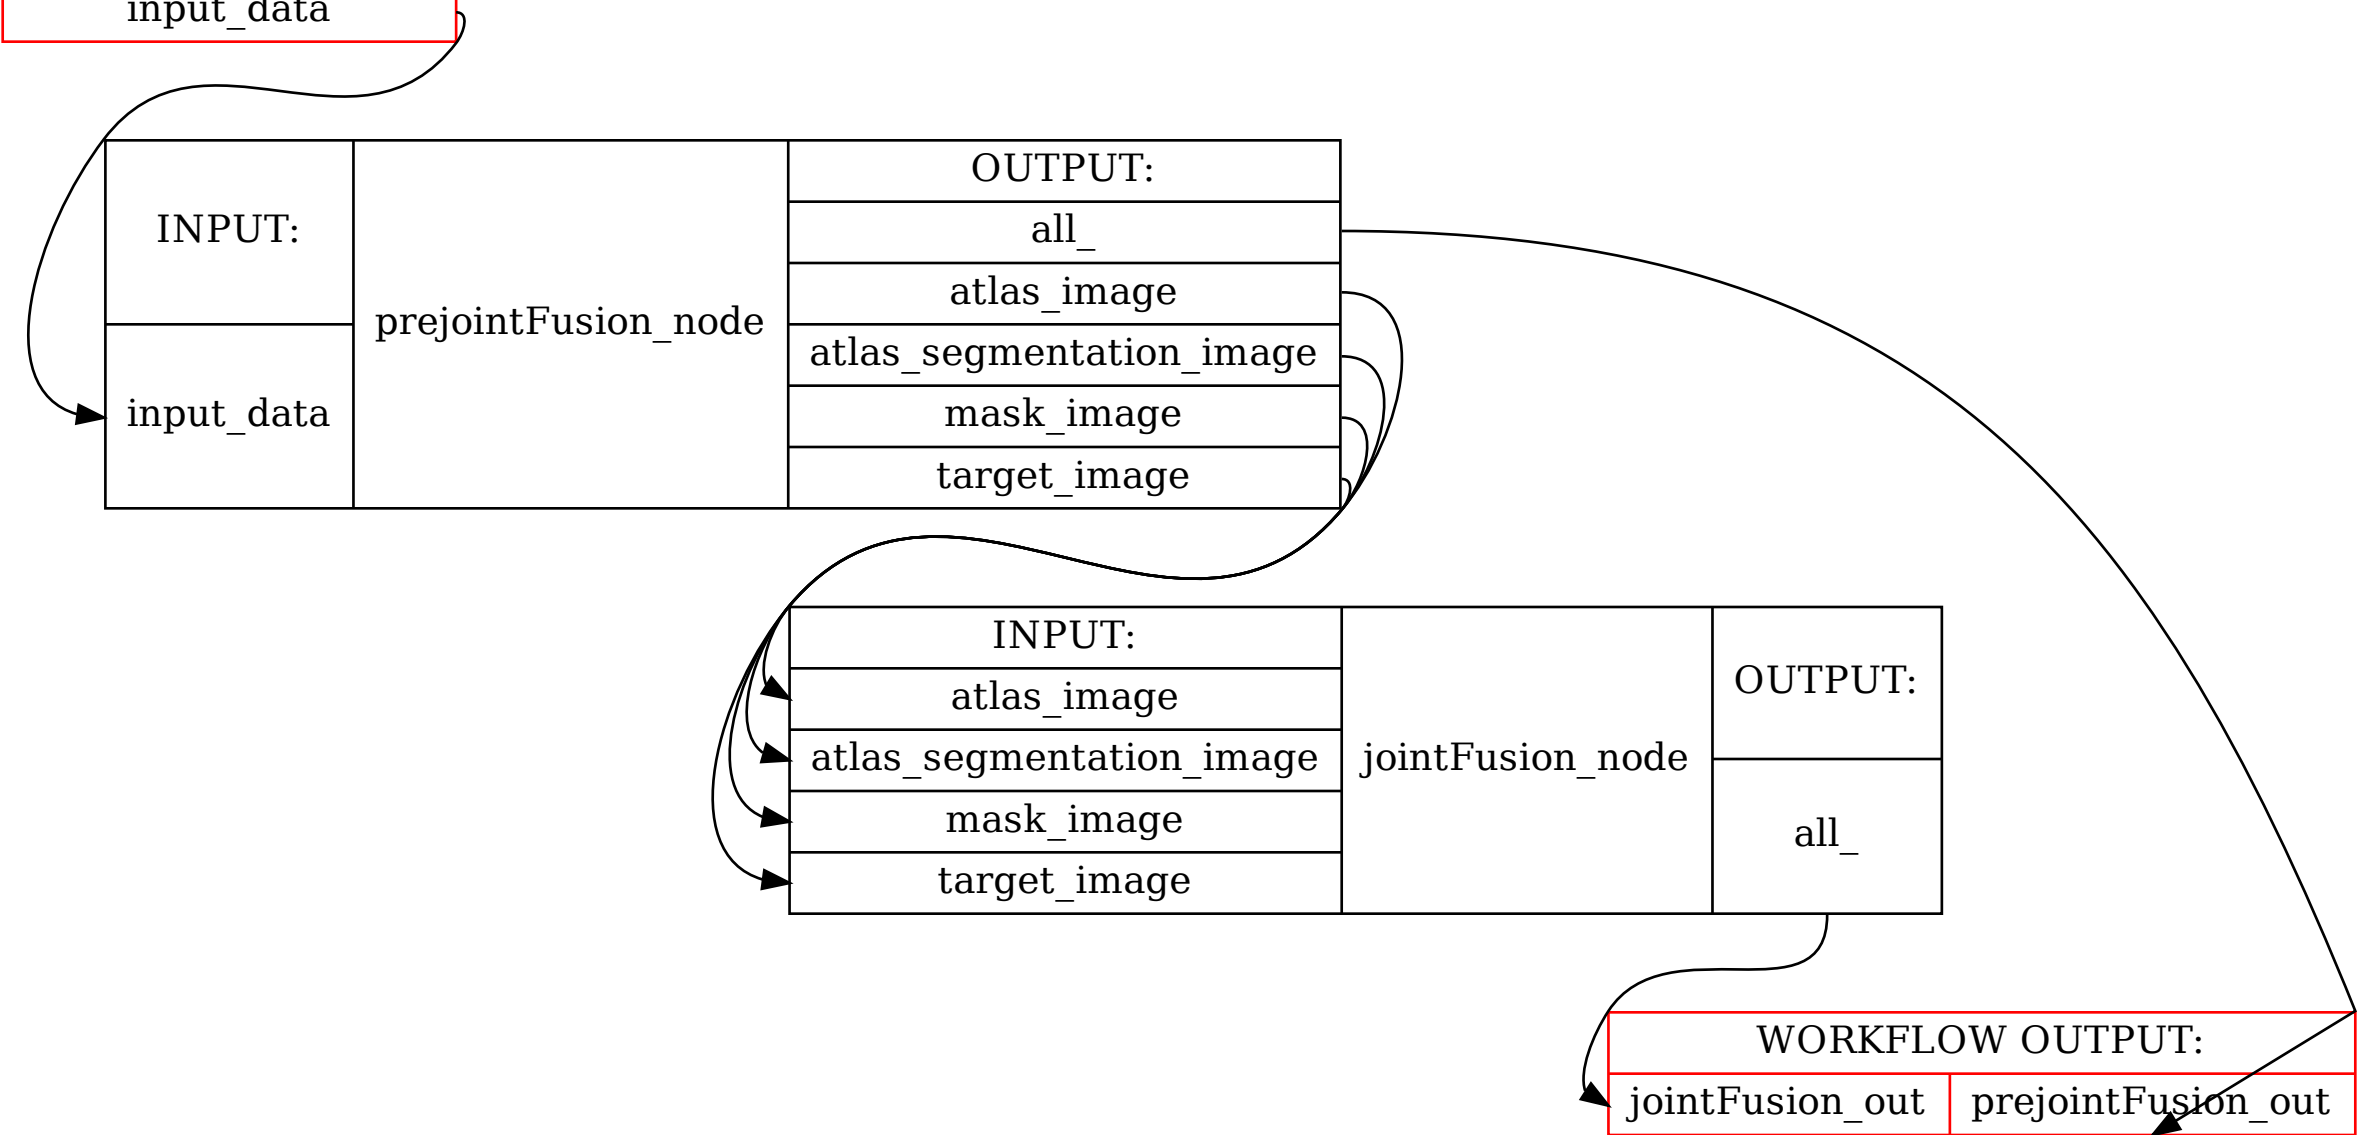 input_data
INPUT:
input_data
prejointFusion_node
OUTPUT:
all_
atlas_image
atlas_segmentation_image
mask_image
target_image
INPUT:
atlas_image
atlas_segmentation_image
mask_image
target_image
jointFusion_node
OUTPUT:
all_
WORKFLOW OUTPUT:
jointFusion_out
prejointFusion_out